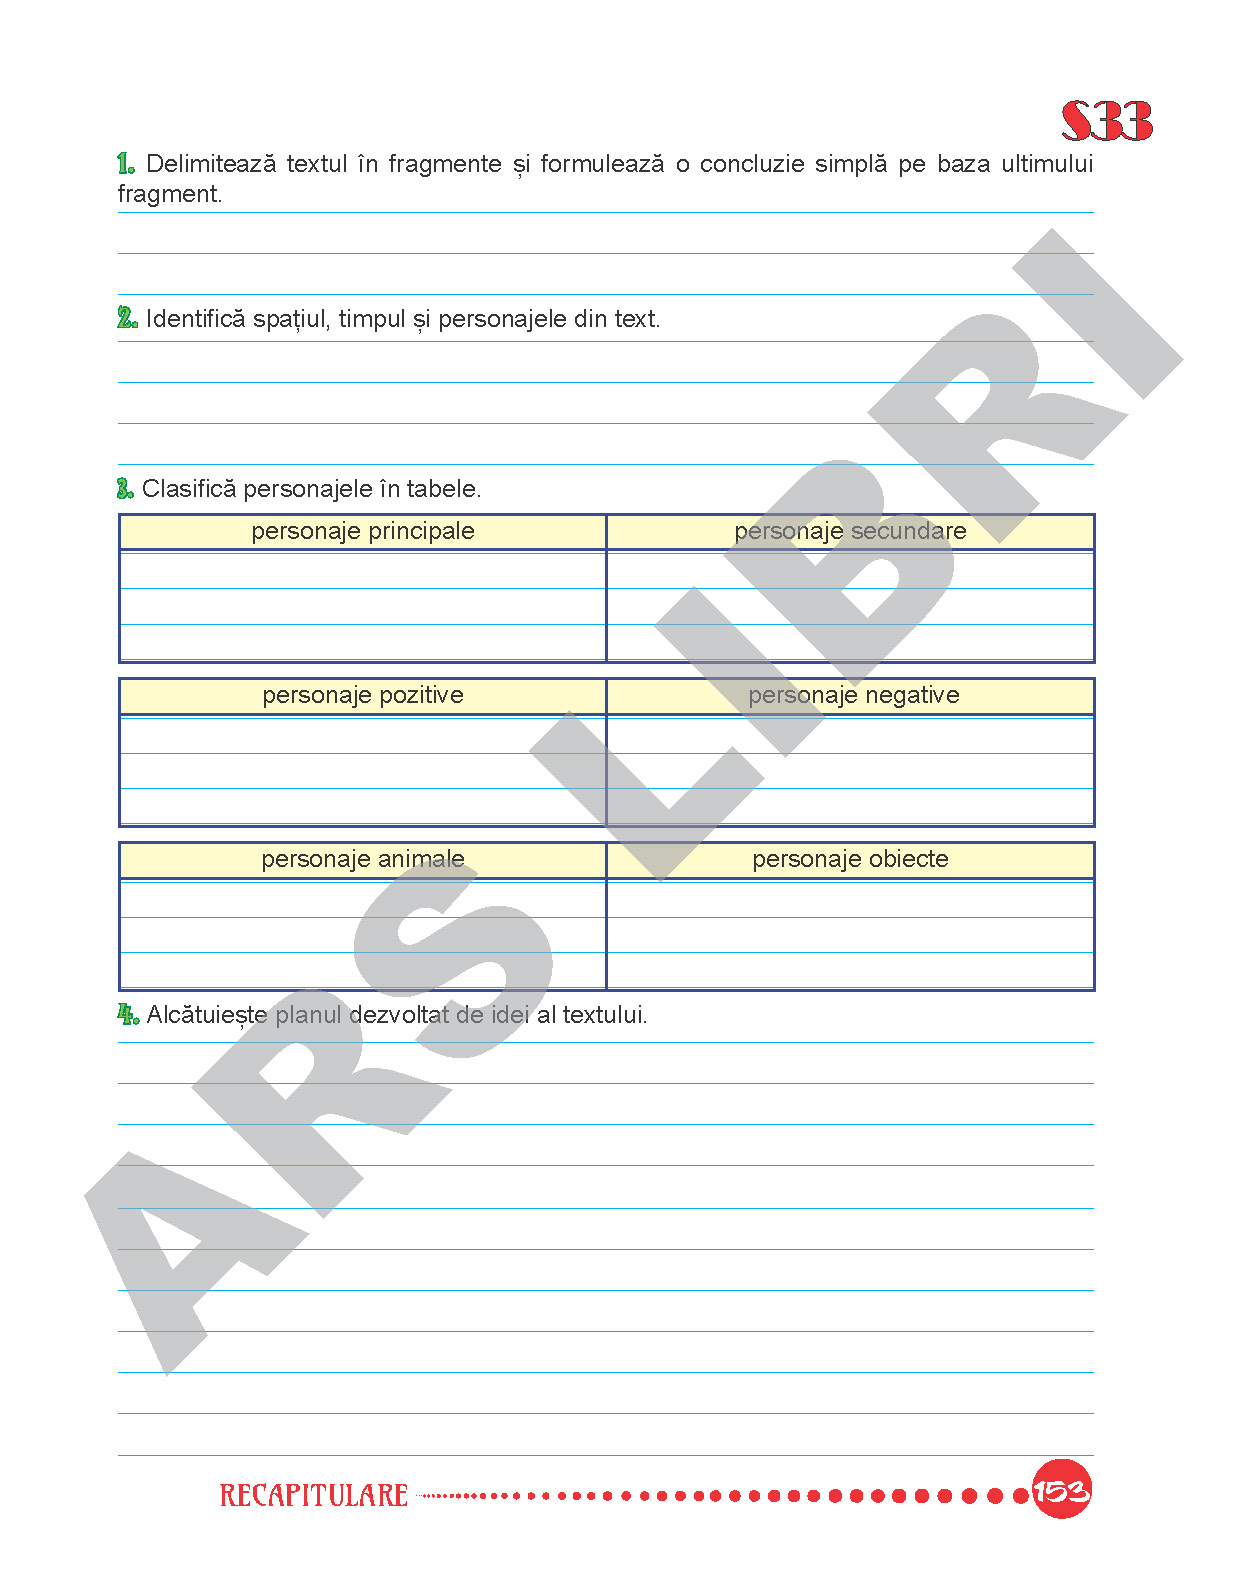 S33
1. Delimitează textul în fragmente și formulează o concluzie simplă pe baza ultimului
fragment.
2. Identifică spațiul, timpul și personajele din text.
3. Clasifică personajele în tabele.
personaje principale personaje secundare
personaje pozitive personaje negative
personaje animale personaje obiecte
4. Alcătuiește planul dezvoltat de idei al textului.
ARS LIBRI
RECAPITULARE 153